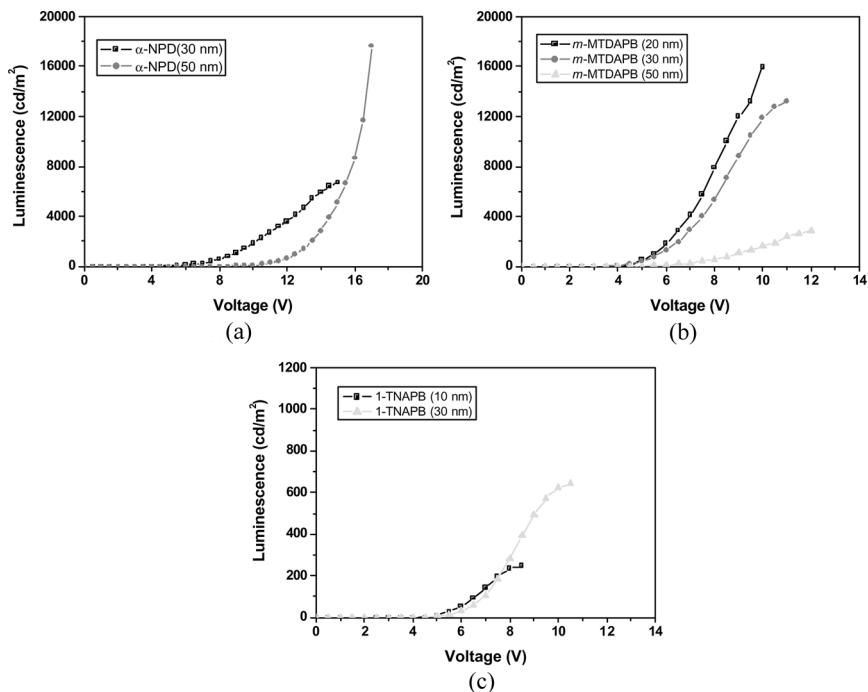 20000
16000
12000
8000
4000
0
0 4 8 12 16 20
Luminescence (cd/m²)
α-NPD(30 nm)
α-NPD(50 nm)
Voltage (V)
(a)
20000
16000
12000
8000
4000
0
0 2 4 6 8 10 12 14
Luminescence (cd/m²)
m-MTDAPB (20 nm)
m-MTDAPB (30 nm)
m-MTDAPB (50 nm)
Voltage (V)
(b)
1200
1000
800
600
400
200
0
0 2 4 6 8 10 12 14
Luminescence (cd/m²)
1-TNAPB (10 nm)
1-TNAPB (30 nm)
Voltage (V)
(c)